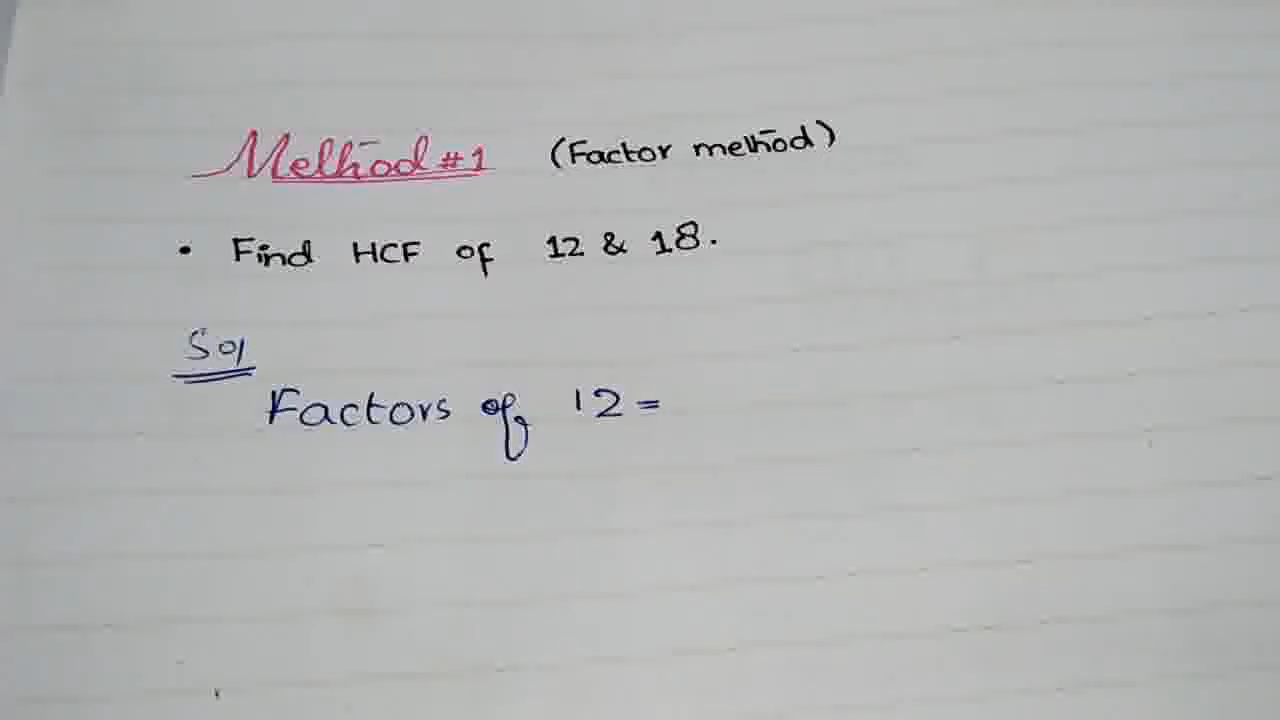 Method #1 (Factor method)
• Find HCF of 12 & 18.
Sol
Factors of 12 =